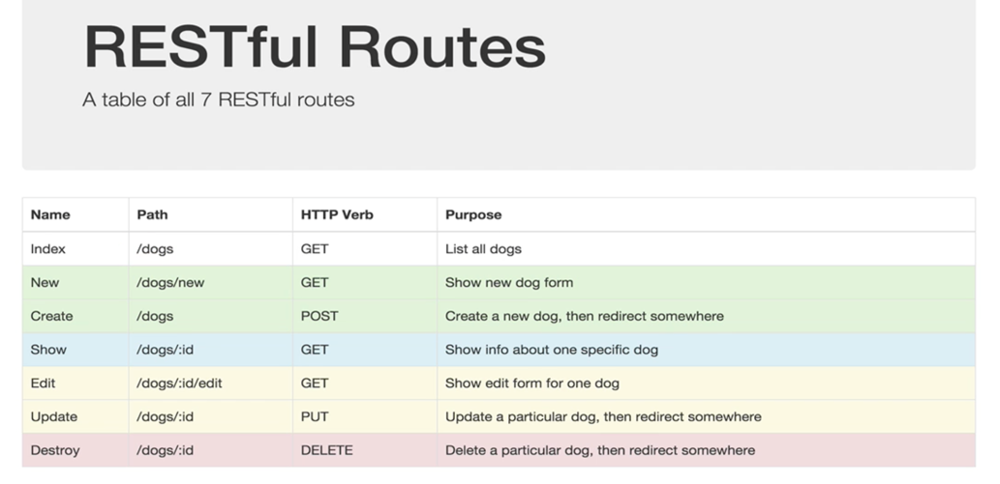 RESTful Routes
A table of all 7 RESTful routes
Name Path HTTP Verb Purpose
Index /dogs GET List all dogs
New /dogs/new GET Show new dog form
Create /dogs POST Create a new dog, then redirect somewhere
Show /dogs/:id GET Show info about one specific dog
Edit /dogs/:id/edit GET Show edit form for one dog
Update /dogs/:id PUT Update a particular dog, then redirect somewhere
Destroy /dogs/:id DELETE Delete a particular dog, then redirect somewhere